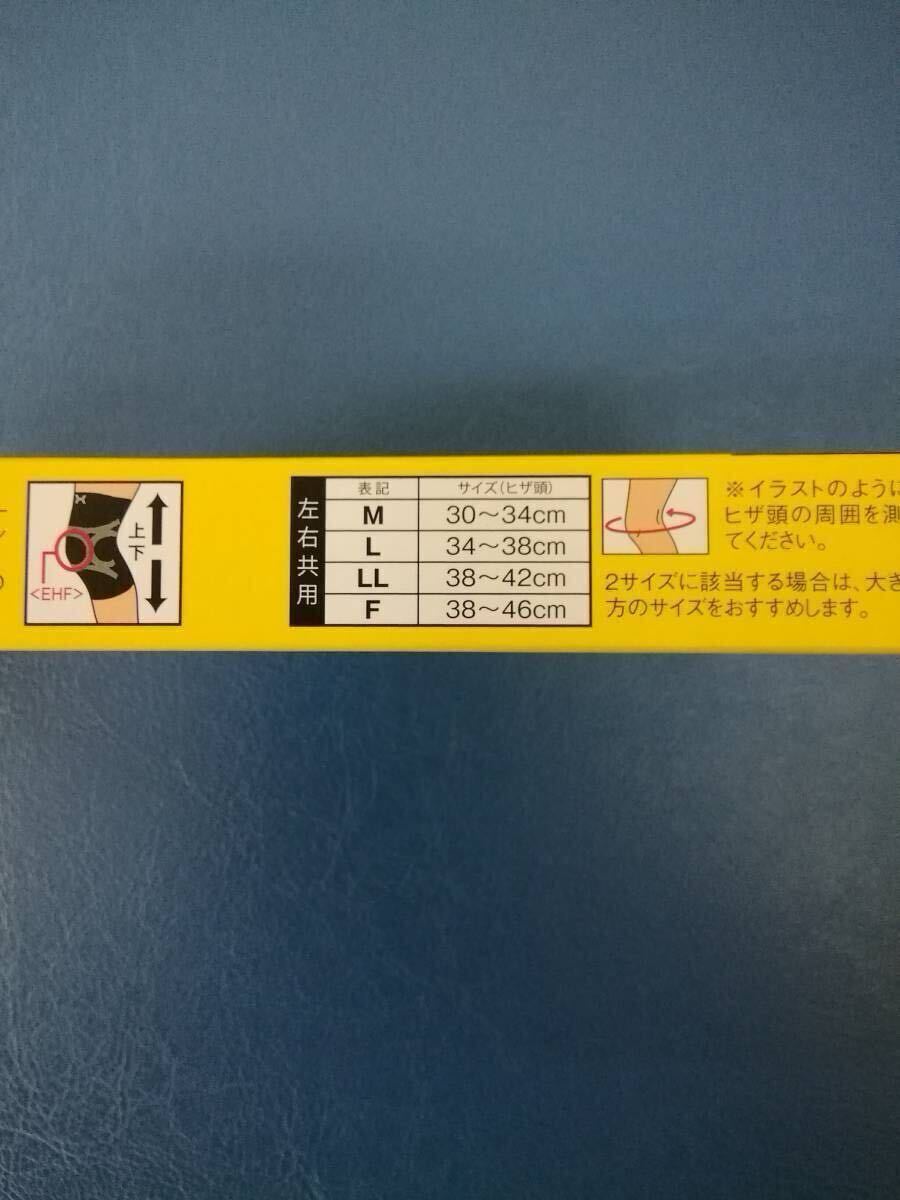 上
下
<EHF>
左右共用
表記 サイズ(ヒザ頭)
M 30〜34cm
L 34〜38cm
LL 38〜42cm
F 38〜46cm
※イラストのように
ヒザ頭の周囲を測
てください。
2サイズに該当する場合は、大き
方のサイズをおすすめします。